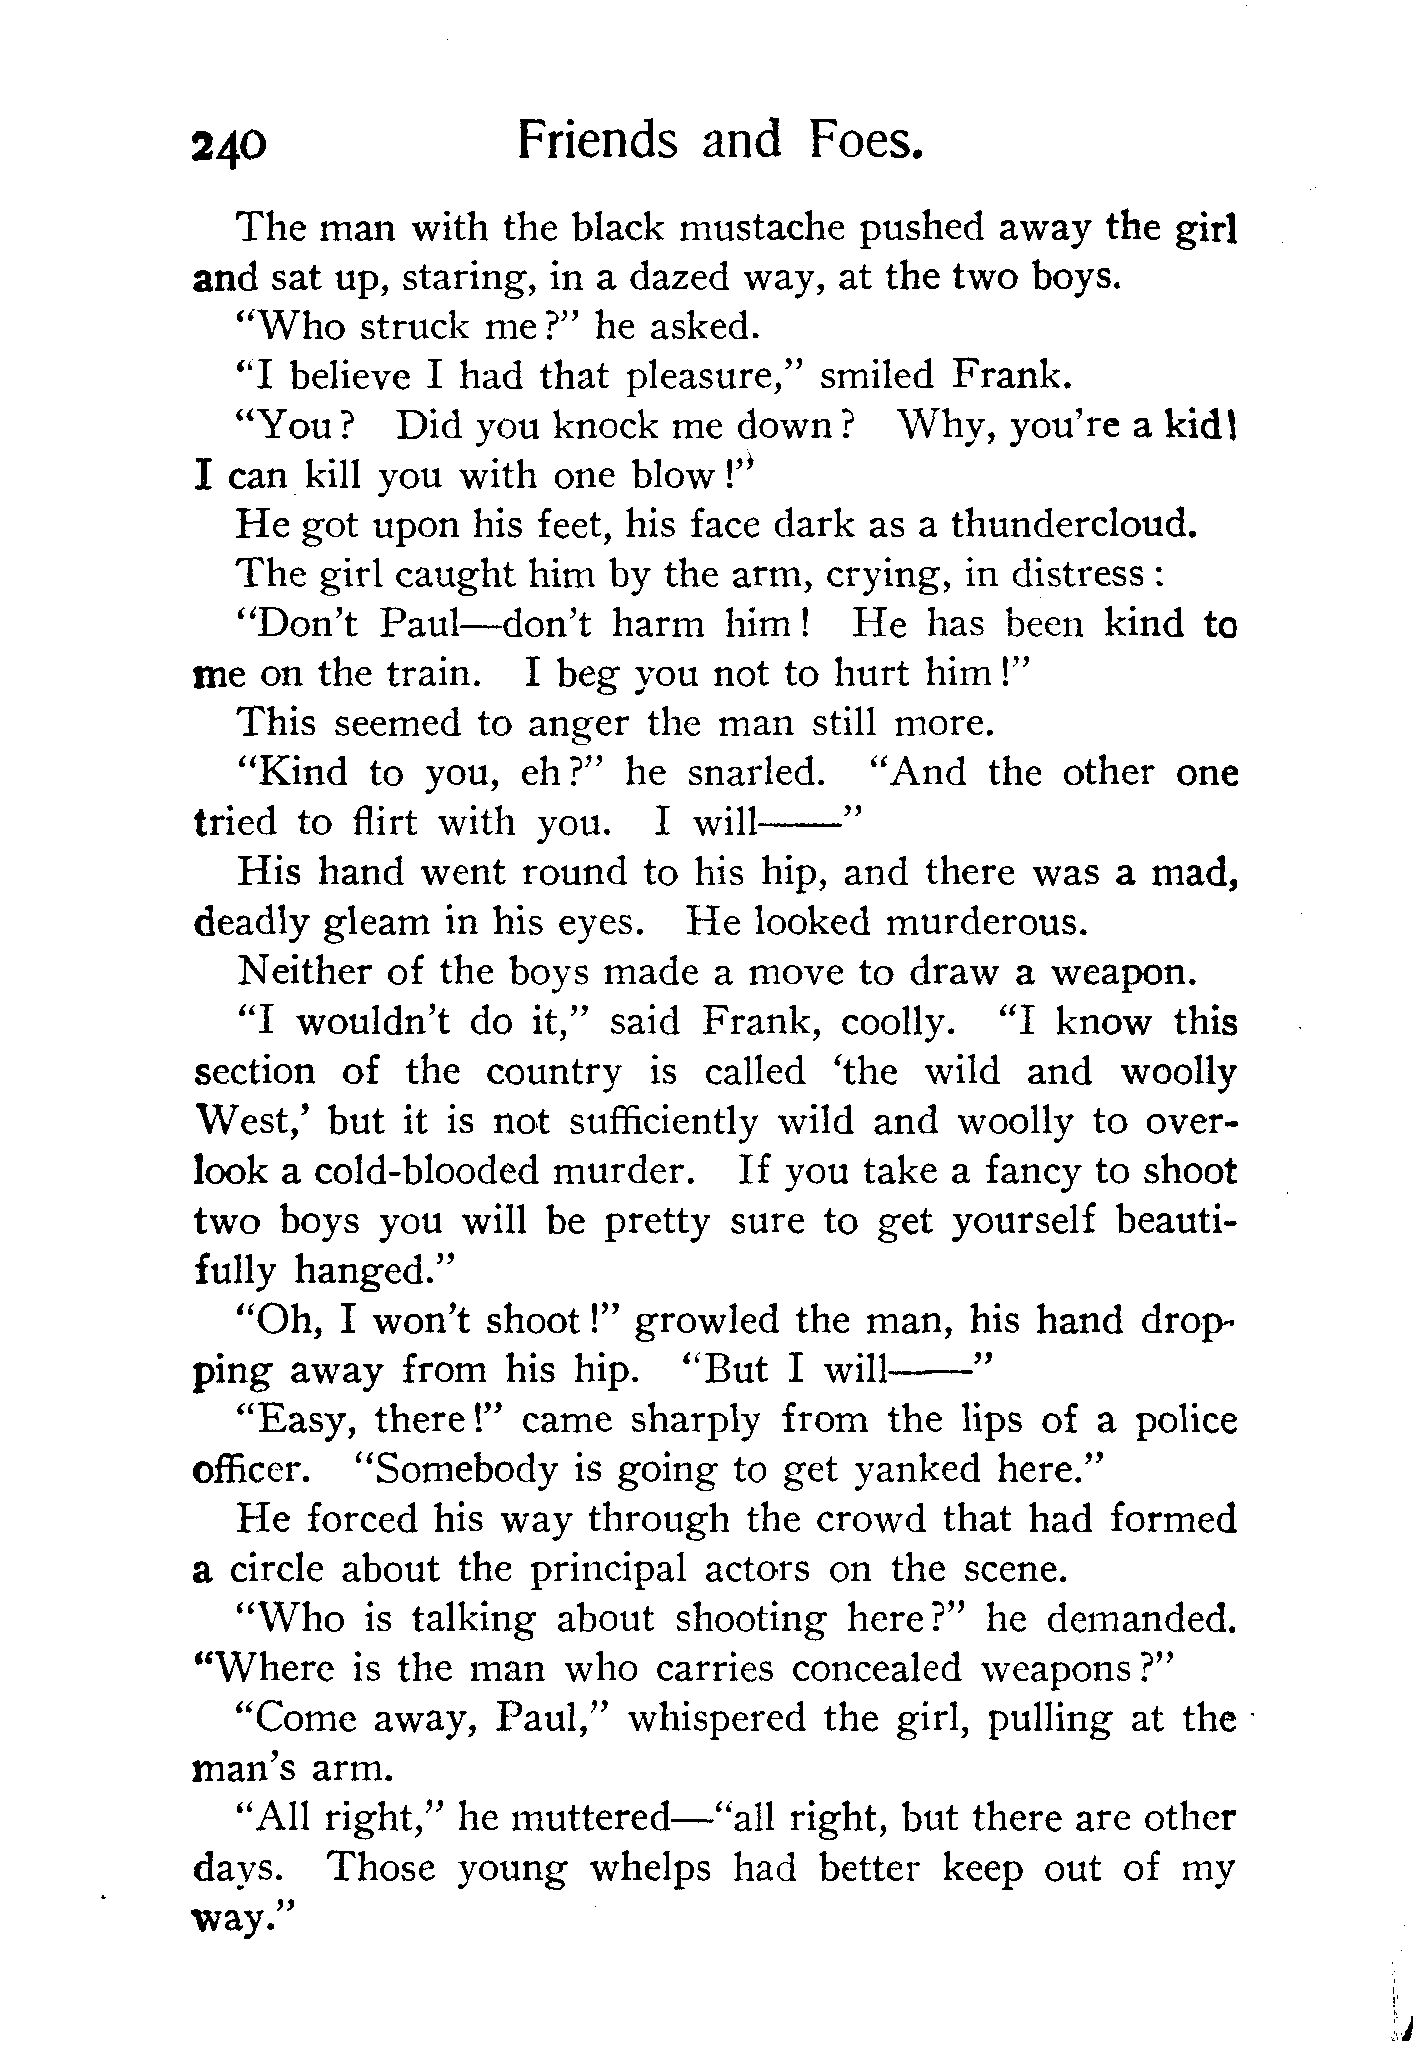 240 Friends and Foes.
The man with the black mustache pushed away the girl
and sat up, staring, in a dazed way, at the two boys.
“Who struck me?” he asked.
“I believe I had that pleasure,” smiled Frank.
“You? Did you knock me down? Why, you're a kid!
I can kill you with one blow!”
He got upon his feet, his face dark as a thundercloud.
The girl caught him by the arm, crying, in distress:
“Don't Paul—don't harm him! He has been kind to
me on the train. I beg you not to hurt him!”
This seemed to anger the man still more.
“Kind to you, eh?” he snarled. “And the other one
tried to flirt with you. I will——”
His hand went round to his hip, and there was a mad,
deadly gleam in his eyes. He looked murderous.
Neither of the boys made a move to draw a weapon.
“I wouldn't do it,” said Frank, coolly. “I know this
section of the country is called ‘the wild and woolly
West,’ but it is not sufficiently wild and woolly to over-
look a cold-blooded murder. If you take a fancy to shoot
two boys you will be pretty sure to get yourself beauti-
fully hanged.”
“Oh, I won't shoot!” growled the man, his hand drop-
ping away from his hip. “But I will——”
“Easy, there!” came sharply from the lips of a police
officer. “Somebody is going to get yanked here.”
He forced his way through the crowd that had formed
a circle about the principal actors on the scene.
“Who is talking about shooting here?” he demanded.
“Where is the man who carries concealed weapons?”
“Come away, Paul,” whispered the girl, pulling at the
man's arm.
“All right,” he muttered—“all right, but there are other
days. Those young whelps had better keep out of my
way.”